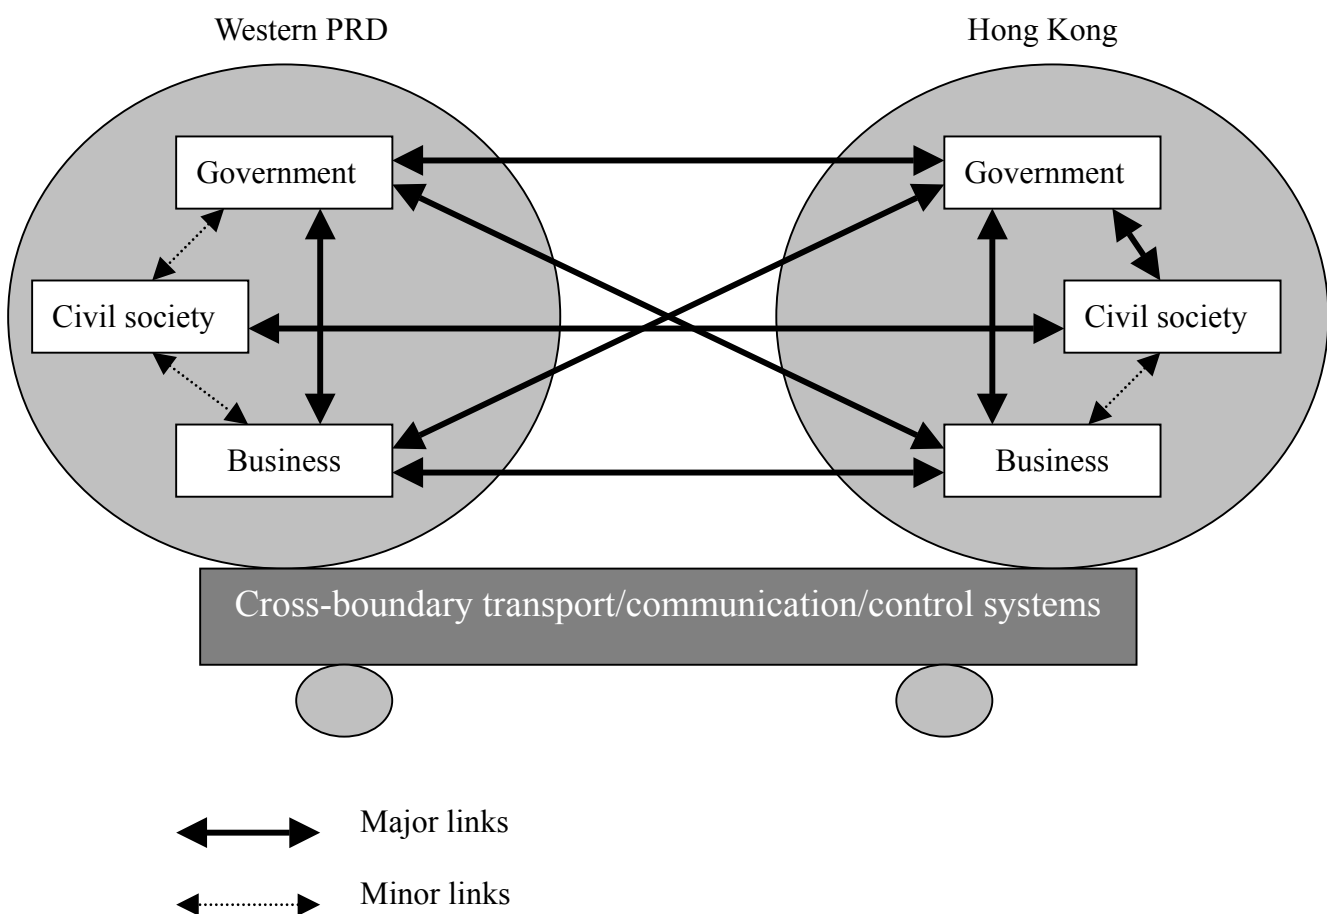 Western PRD
Hong Kong
Government
Government
Civil society
Civil society
Business
Business
Cross-boundary transport/communication/control systems
Major links
Minor links